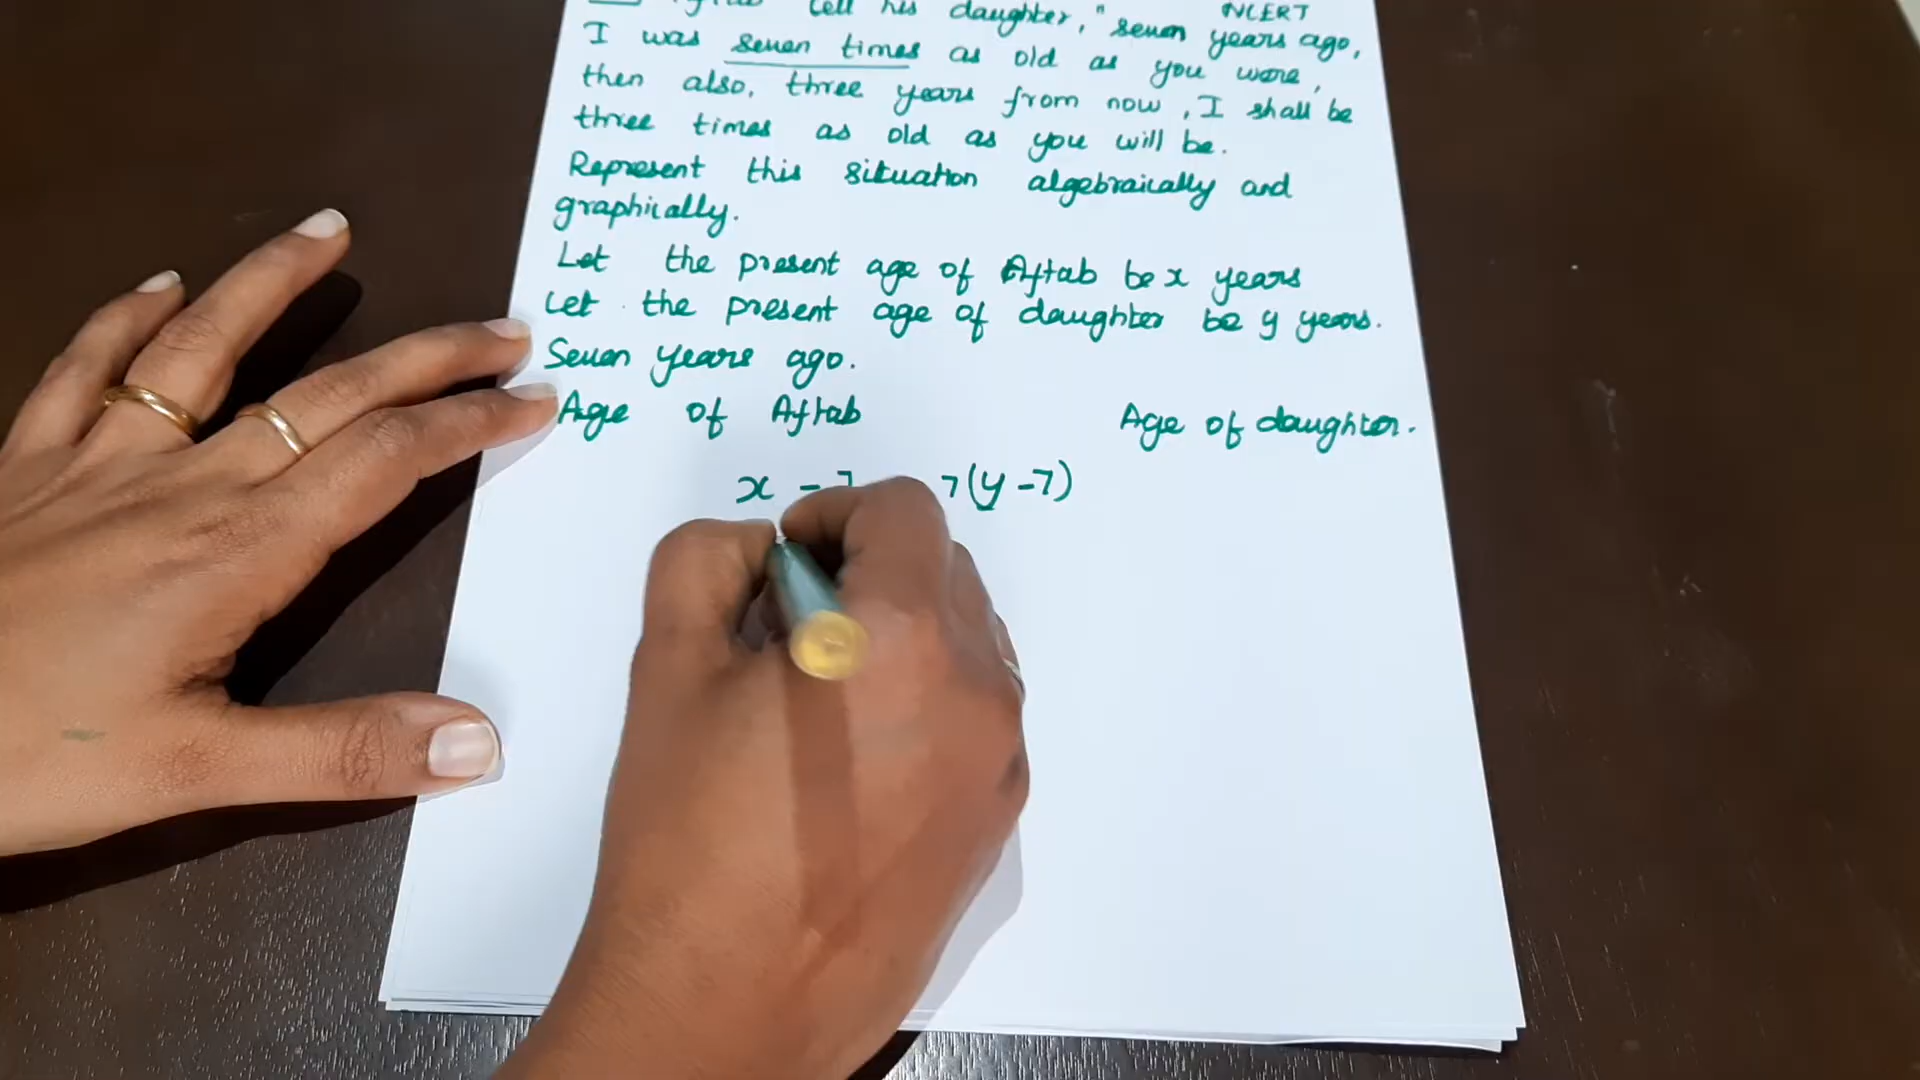 tell his daughter, " seven years ago, NCERT
I was seven times as old as you were,
then also, three years from now, I shall be
three times as old as you will be.
Represent this situation algebraically and
graphically.
Let the present age of Aftab be x years
Let the present age of daughter be y years.
Seven years ago.
Age of Aftab Age of daughter.
x - 7 7(y-7)